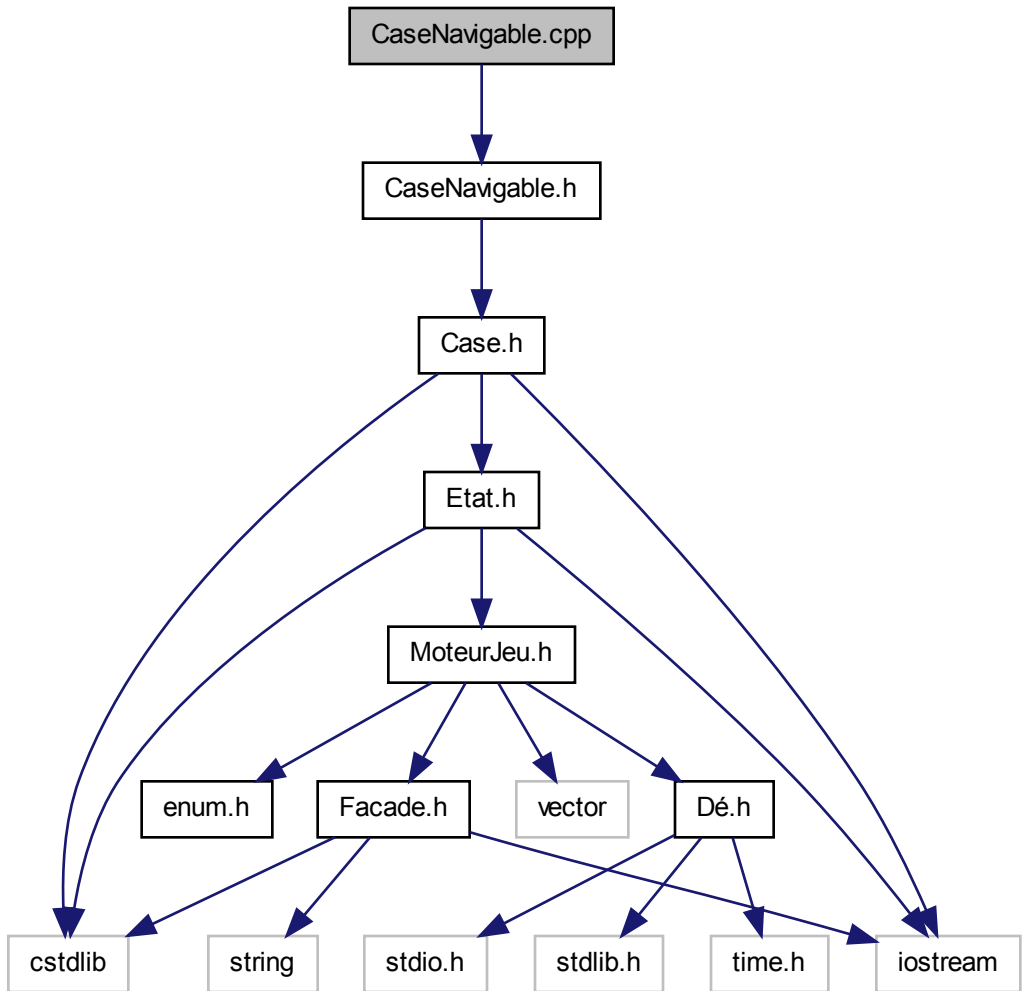 CaseNavigable.cpp
CaseNavigable.h
Case.h
Etat.h
MoteurJeu.h
enum.h
Facade.h
vector
Dé.h
cstdlib
string
stdio.h
stdlib.h
time.h
iostream